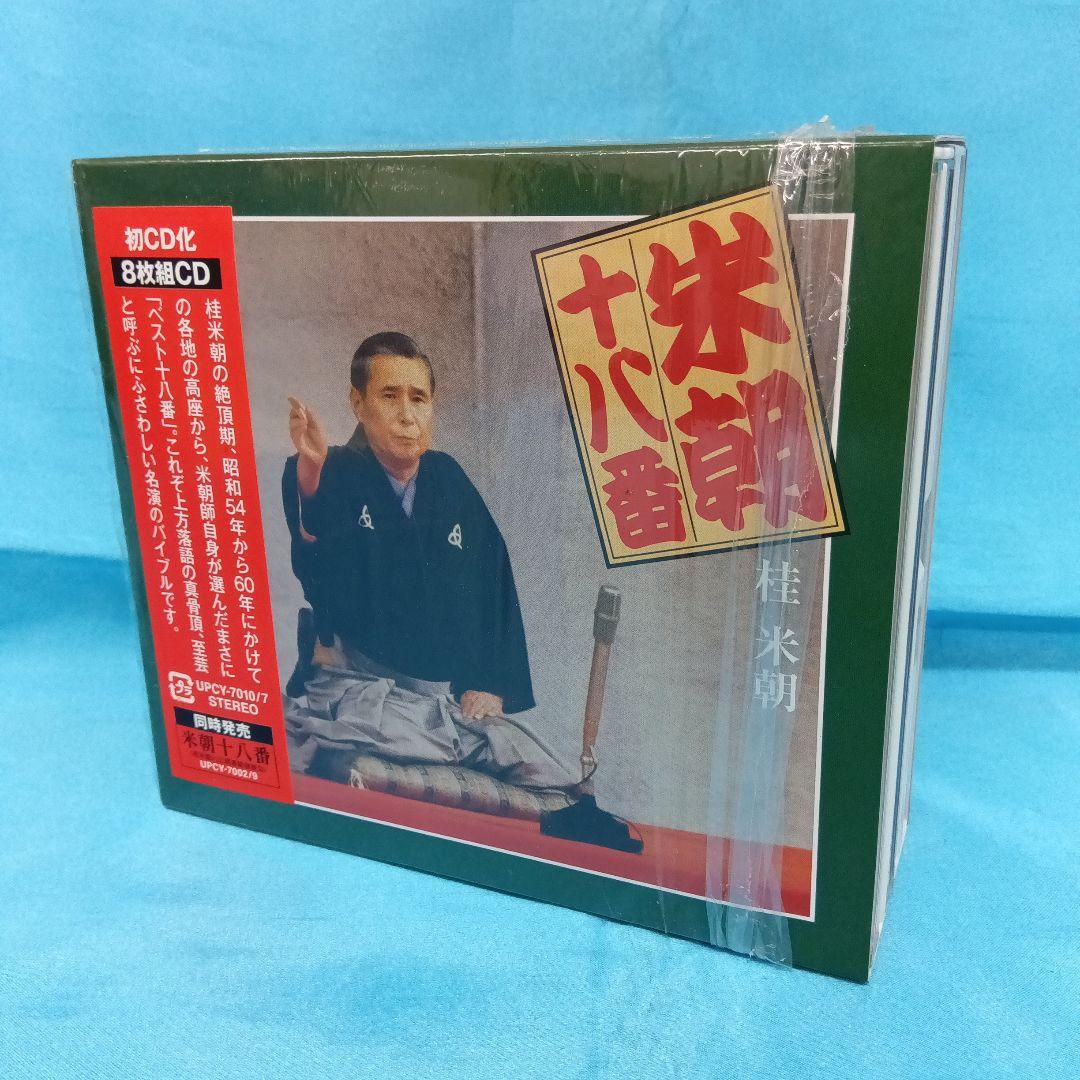 初CD化
8枚組CD
桂米朝の絶頂期、昭和54年から60年にかけて
の各地の高座から、米朝師自身が選んだまさに
「ベスト十八番」。これぞ上方落語の真骨頂、至芸
と呼ぶにふさわしい名演のバイブルです。
プラ
UPCY-7010/7
STEREO
同時発売
米朝十八番
UPCY-7002/9
米朝
十八番
桂 米朝